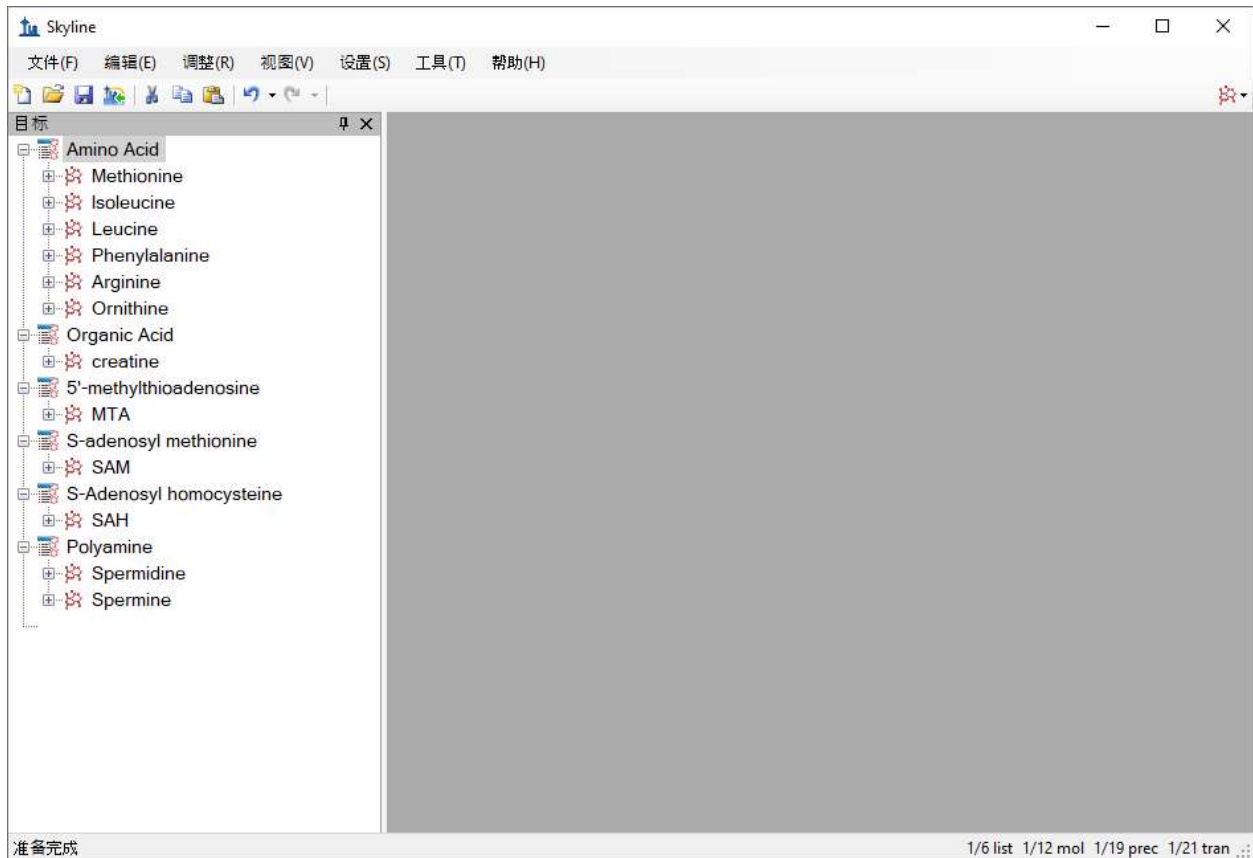 Skyline
文件(F) 编辑(E) 调整(R) 视图(V) 设置(S) 工具(T) 帮助(H)
目标
Amino Acid
Methionine
Isoleucine
Leucine
Phenylalanine
Arginine
Ornithine
Organic Acid
creatine
5'-methylthioadenosine
MTA
S-adenosyl methionine
SAM
S-Adenosyl homocysteine
SAH
Polyamine
Spermidine
Spermine
准备完成 1/6 list 1/12 mol 1/19 prec 1/21 tran